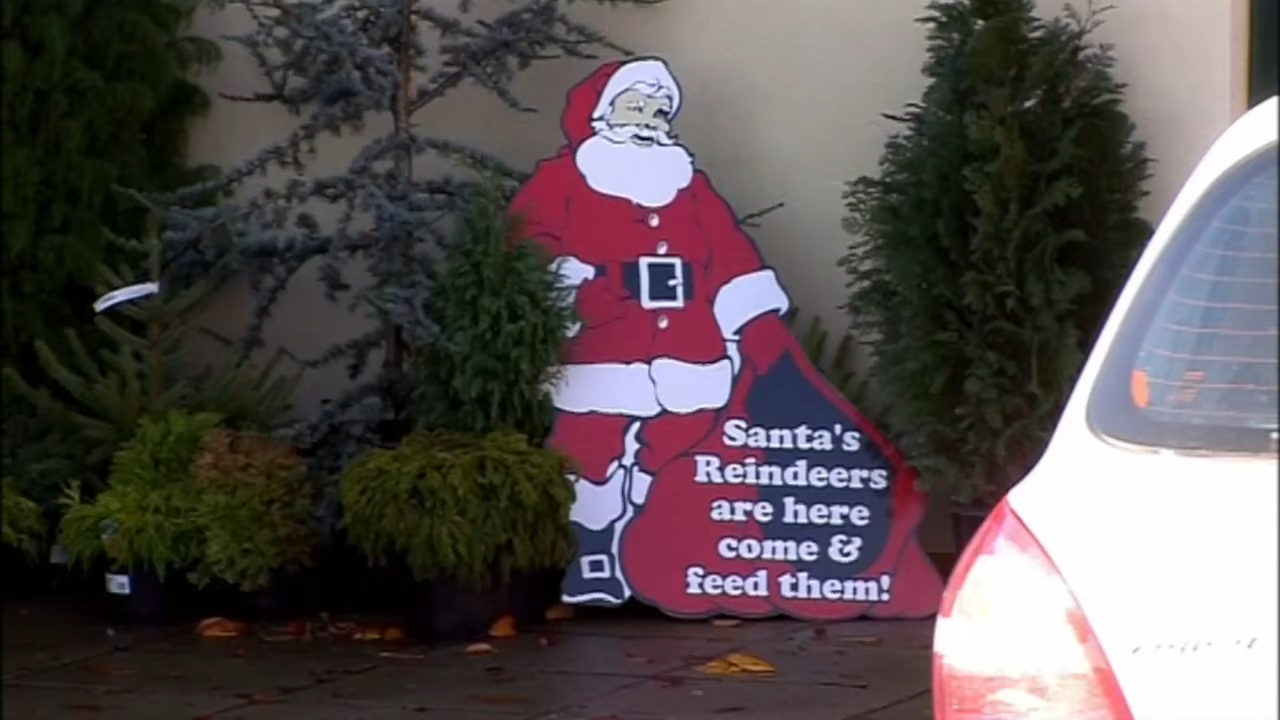 Santa's
Reindeers
are here
come &
feed them!